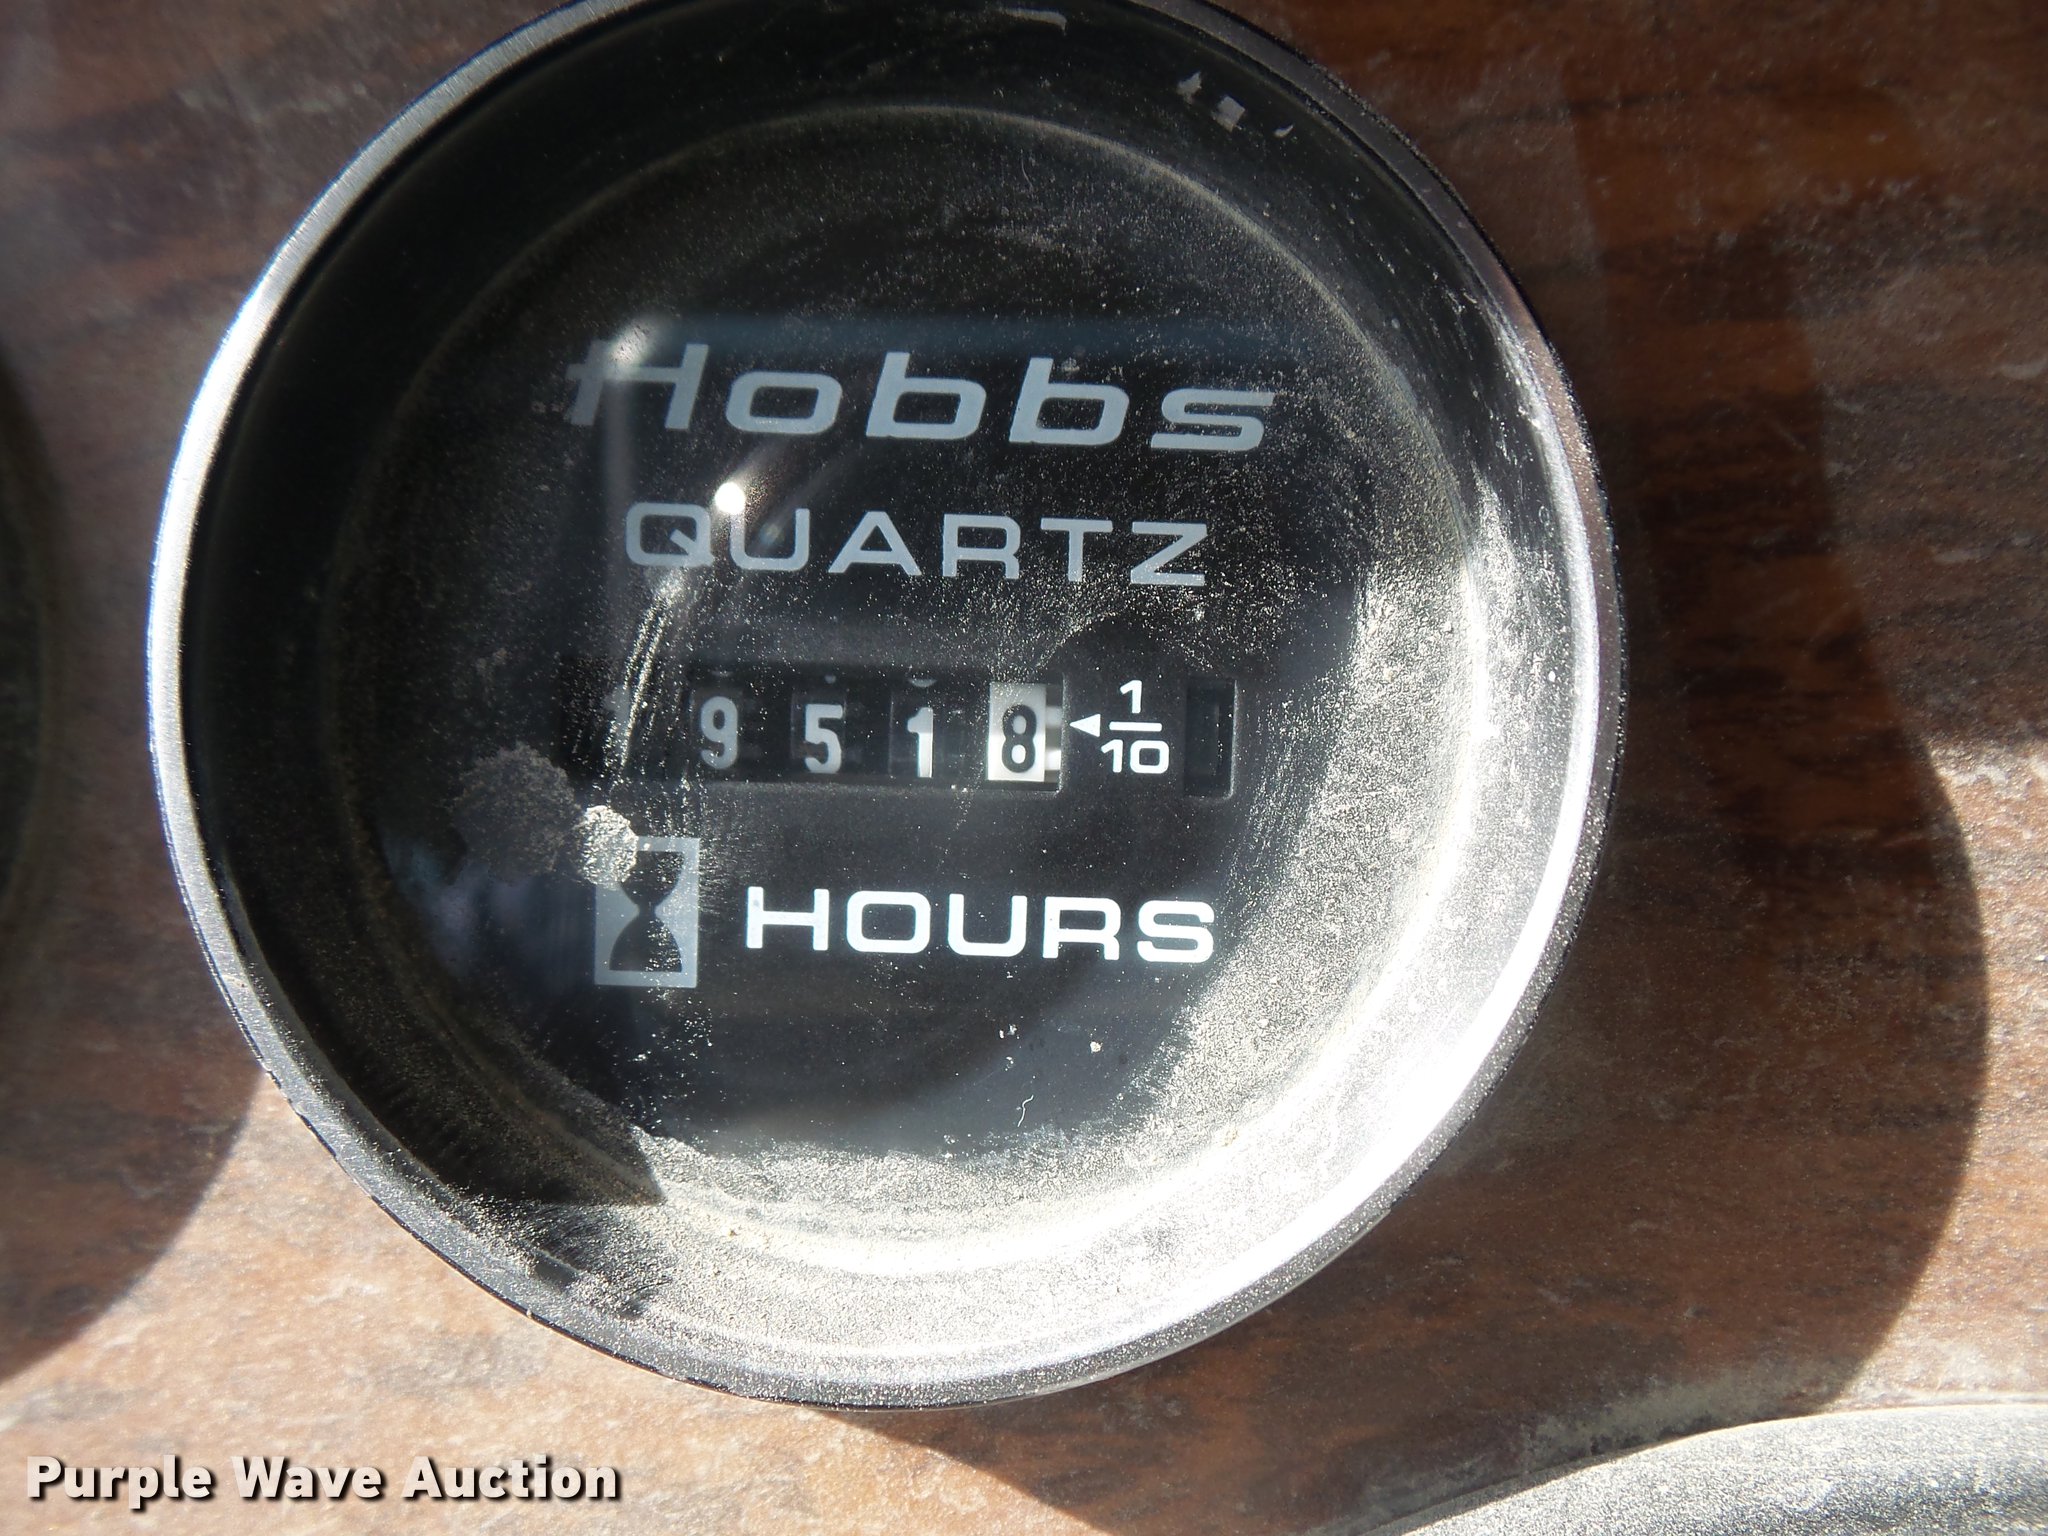 Hobbs
QUARTZ
9518 1/10
HOURS
Purple Wave Auction